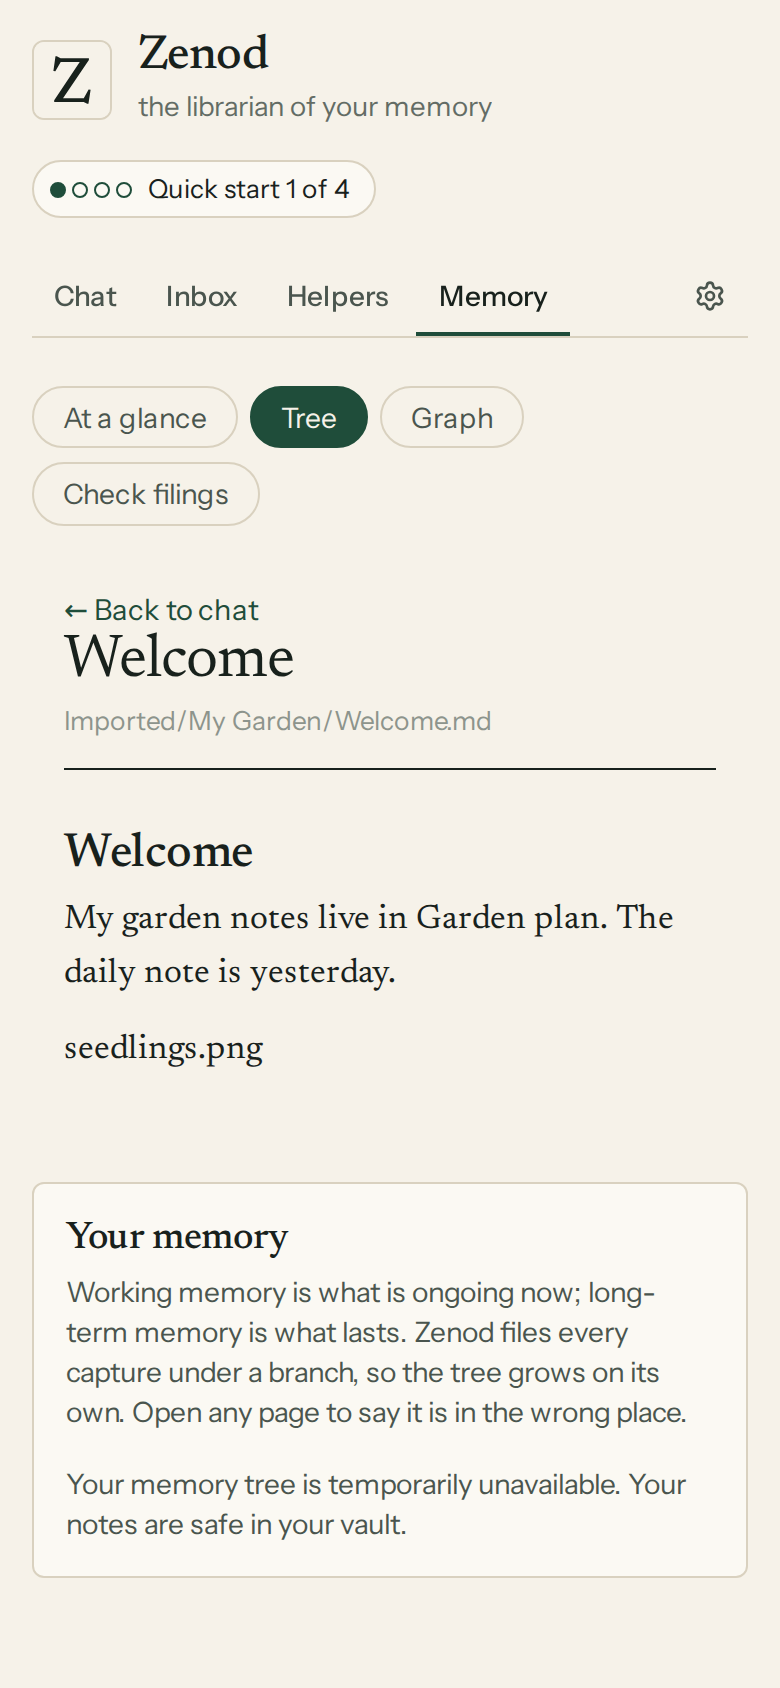 Z
Zenod
the librarian of your memory
Quick start 1 of 4
Chat Inbox Helpers Memory
At a glance Tree Graph
Check filings
← Back to chat
Welcome
Imported/My Garden/Welcome.md
Welcome
My garden notes live in Garden plan. The
daily note is yesterday.
seedlings.png
Your memory
Working memory is what is ongoing now; long-
term memory is what lasts. Zenod files every
capture under a branch, so the tree grows on its
own. Open any page to say it is in the wrong place.
Your memory tree is temporarily unavailable. Your
notes are safe in your vault.